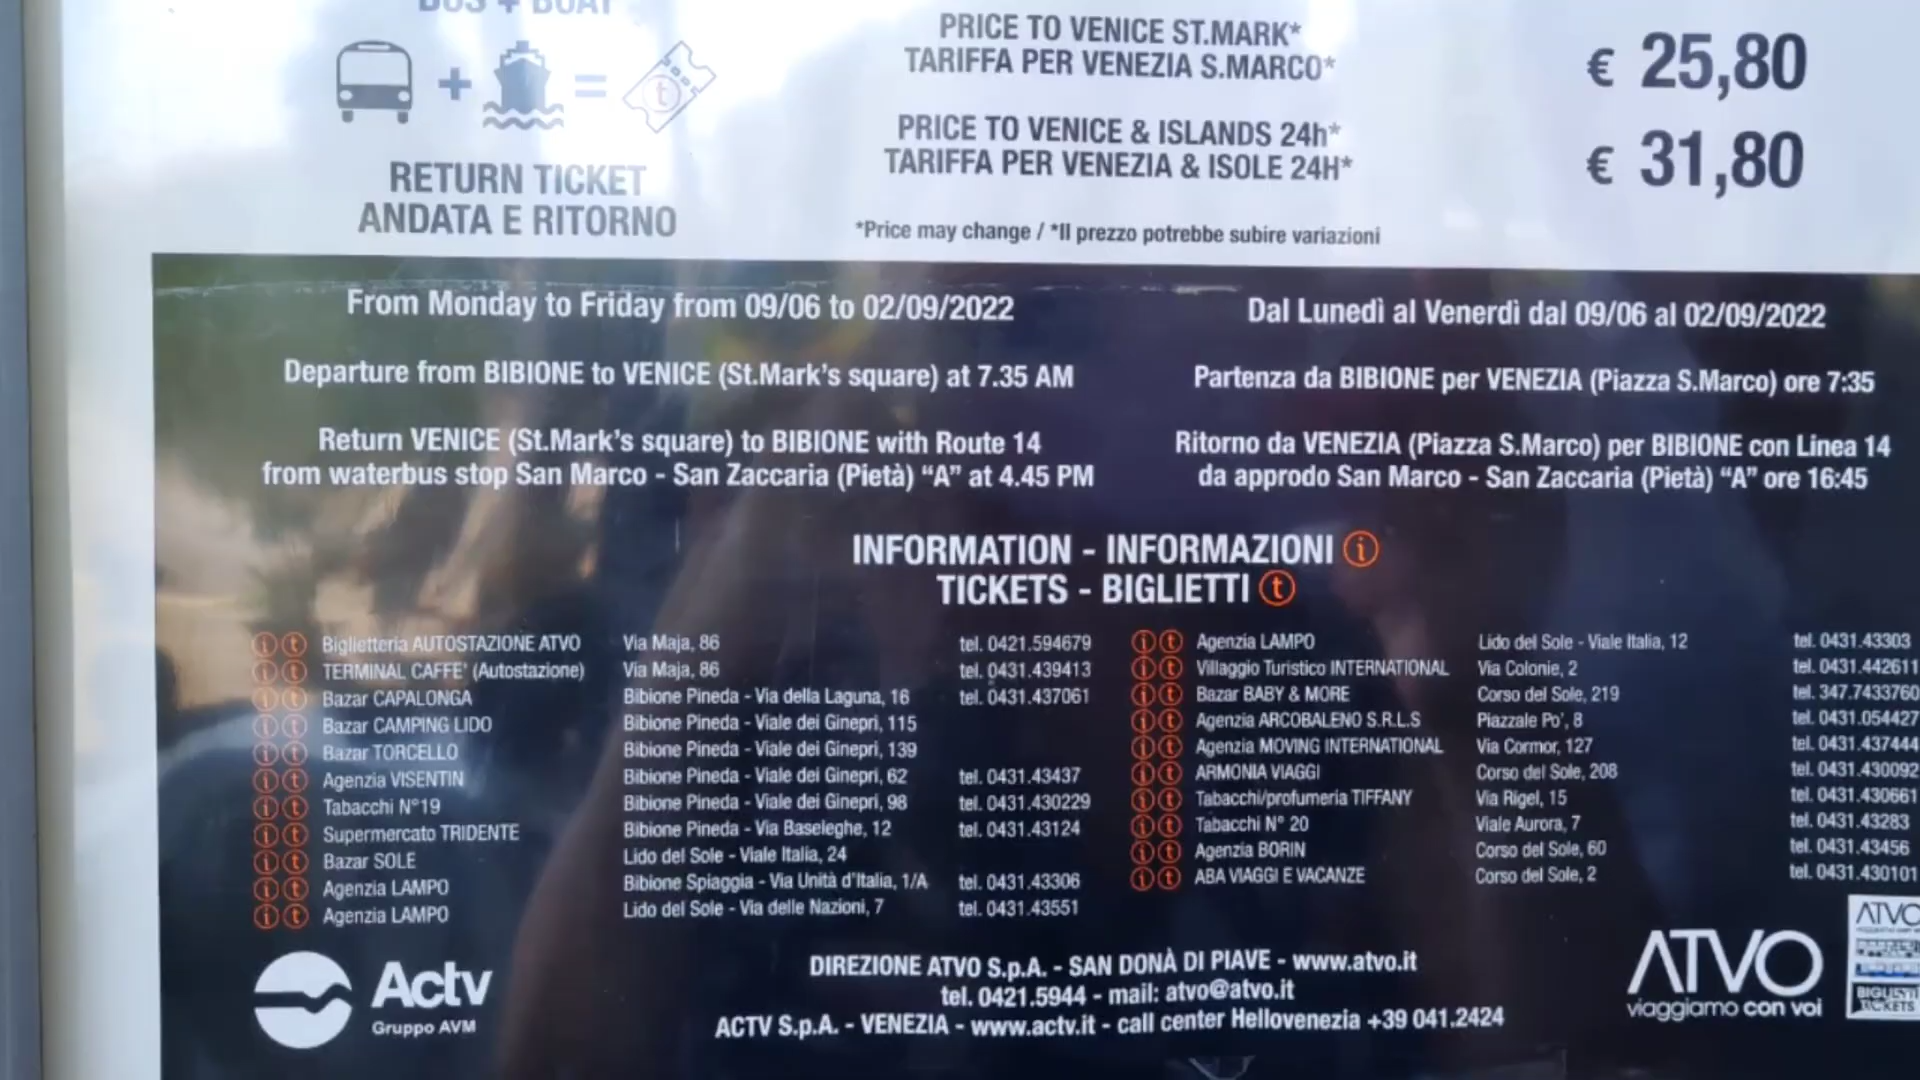 BUS + BOAT
RETURN TICKET
ANDATA E RITORNO
PRICE TO VENICE ST.MARK*
TARIFFA PER VENEZIA S.MARCO*
€ 25,80
PRICE TO VENICE & ISLANDS 24h*
TARIFFA PER VENEZIA & ISOLE 24H*
€ 31,80
*Price may change / *Il prezzo potrebbe subire variazioni
From Monday to Friday from 09/06 to 02/09/2022
Departure from BIBIONE to VENICE (St.Mark's square) at 7.35 AM
Return VENICE (St.Mark's square) to BIBIONE with Route 14
from waterbus stop San Marco - San Zaccaria (Pietà) “A” at 4.45 PM
Dal Lunedì al Venerdì dal 09/06 al 02/09/2022
Partenza da BIBIONE per VENEZIA (Piazza S.Marco) ore 7:35
Ritorno da VENEZIA (Piazza S.Marco) per BIBIONE con Linea 14
da approdo San Marco - San Zaccaria (Pietà) “A” ore 16:45
INFORMATION - INFORMAZIONI i
TICKETS - BIGLIETTI t
i t Biglietteria AUTOSTAZIONE ATVO Via Maja, 86 tel. 0421.594679
i t TERMINAL CAFFE' (Autostazione) Via Maja, 86 tel. 0431.439413
i t Bazar CAPALONGA Bibione Pineda - Via della Laguna, 16 tel. 0431.437061
i t Bazar CAMPING LIDO Bibione Pineda - Viale dei Ginepri, 115
i t Bazar TORCELLO Bibione Pineda - Viale dei Ginepri, 139
i t Agenzia VISENTIN Bibione Pineda - Viale dei Ginepri, 62 tel. 0431.43437
i t Tabacchi N°19 Bibione Pineda - Viale dei Ginepri, 98 tel. 0431.430229
i t Supermercato TRIDENTE Bibione Pineda - Via Baseleghe, 12 tel. 0431.43124
i t Bazar SOLE Lido del Sole - Viale Italia, 24
i t Agenzia LAMPO Bibione Spiaggia - Via Unità d'Italia, 1/A tel. 0431.43306
i t Agenzia LAMPO Lido del Sole - Via delle Nazioni, 7 tel. 0431.43551
i t Agenzia LAMPO Lido del Sole - Viale Italia, 12 tel. 0431.43303
i t Villaggio Turistico INTERNATIONAL Via Colonie, 2 tel. 0431.442611
i t Bazar BABY & MORE Corso del Sole, 219 tel. 347.7433760
i t Agenzia ARCOBALENO S.R.L.S Piazzale Po', 8 tel. 0431.054427
i t Agenzia MOVING INTERNATIONAL Via Cormor, 127 tel. 0431.437444
i t ARMONIA VIAGGI Corso del Sole, 208 tel. 0431.430092
i t Tabacchi/profumeria TIFFANY Via Rigel, 15 tel. 0431.430661
i t Tabacchi N° 20 Viale Aurora, 7 tel. 0431.43283
i t Agenzia BORIN Corso del Sole, 60 tel. 0431.43456
i t ABA VIAGGI E VACANZE Corso del Sole, 2 tel. 0431.430101
Actv
Gruppo AVM
DIREZIONE ATVO S.p.A. - SAN DONÀ DI PIAVE - www.atvo.it
tel. 0421.5944 - mail: atvo@atvo.it
ACTV S.p.A. - VENEZIA - www.actv.it - call center Hellovenezia +39 041.2424
ATVO
viaggiamo con voi
ATVO
TICKETS